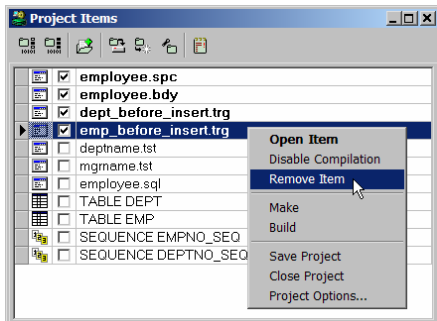 Project Items
employee.spc
employee.bdy
dept_before_insert.trg
emp_before_insert.trg
deptname.tst
mgrname.tst
employee.sql
TABLE DEPT
TABLE EMP
SEQUENCE EMPNO_SEQ
SEQUENCE DEPTNO_SEQ
Open Item
Disable Compilation
Remove Item
Make
Build
Save Project
Close Project
Project Options...